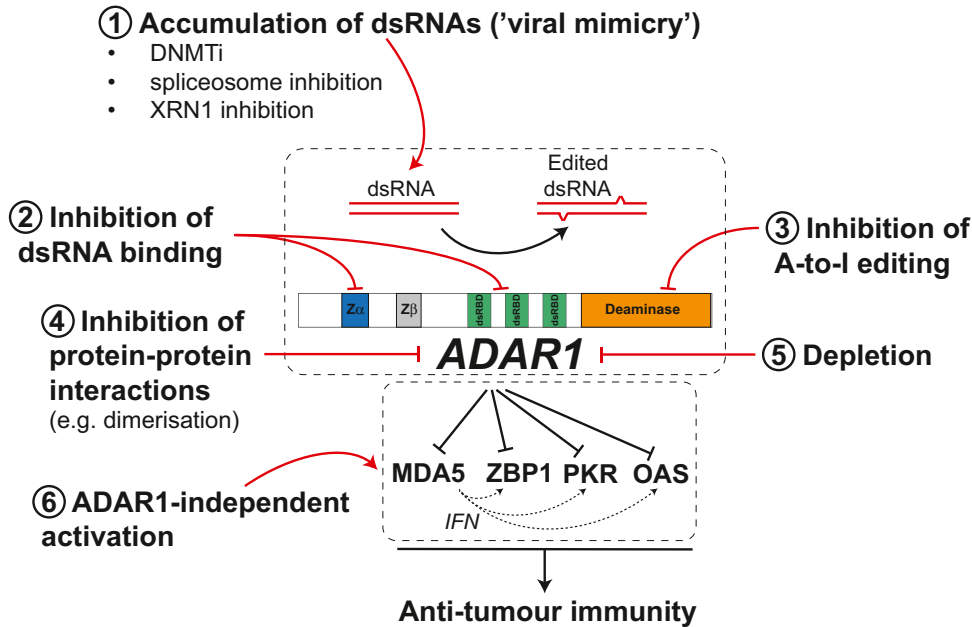 ① Accumulation of dsRNAs ('viral mimicry')
• DNMTi
• spliceosome inhibition
• XRN1 inhibition
dsRNA
Edited
dsRNA
② Inhibition of
dsRNA binding
③ Inhibition of
A-to-I editing
Zα Zβ dsRBD dsRBD dsRBD Deaminase
④ Inhibition of
protein-protein
interactions
(e.g. dimerisation)
ADAR1
⑤ Depletion
MDA5 ZBP1 PKR OAS
IFN
⑥ ADAR1-independent
activation
Anti-tumour immunity